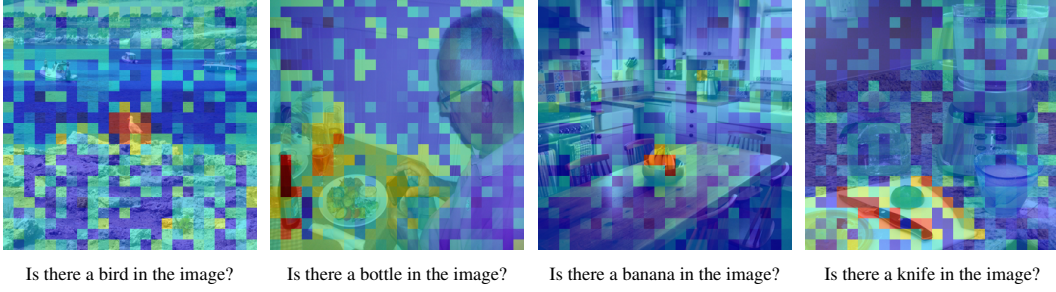 Is there a bird in the image?
Is there a bottle in the image?
Is there a banana in the image?
Is there a knife in the image?